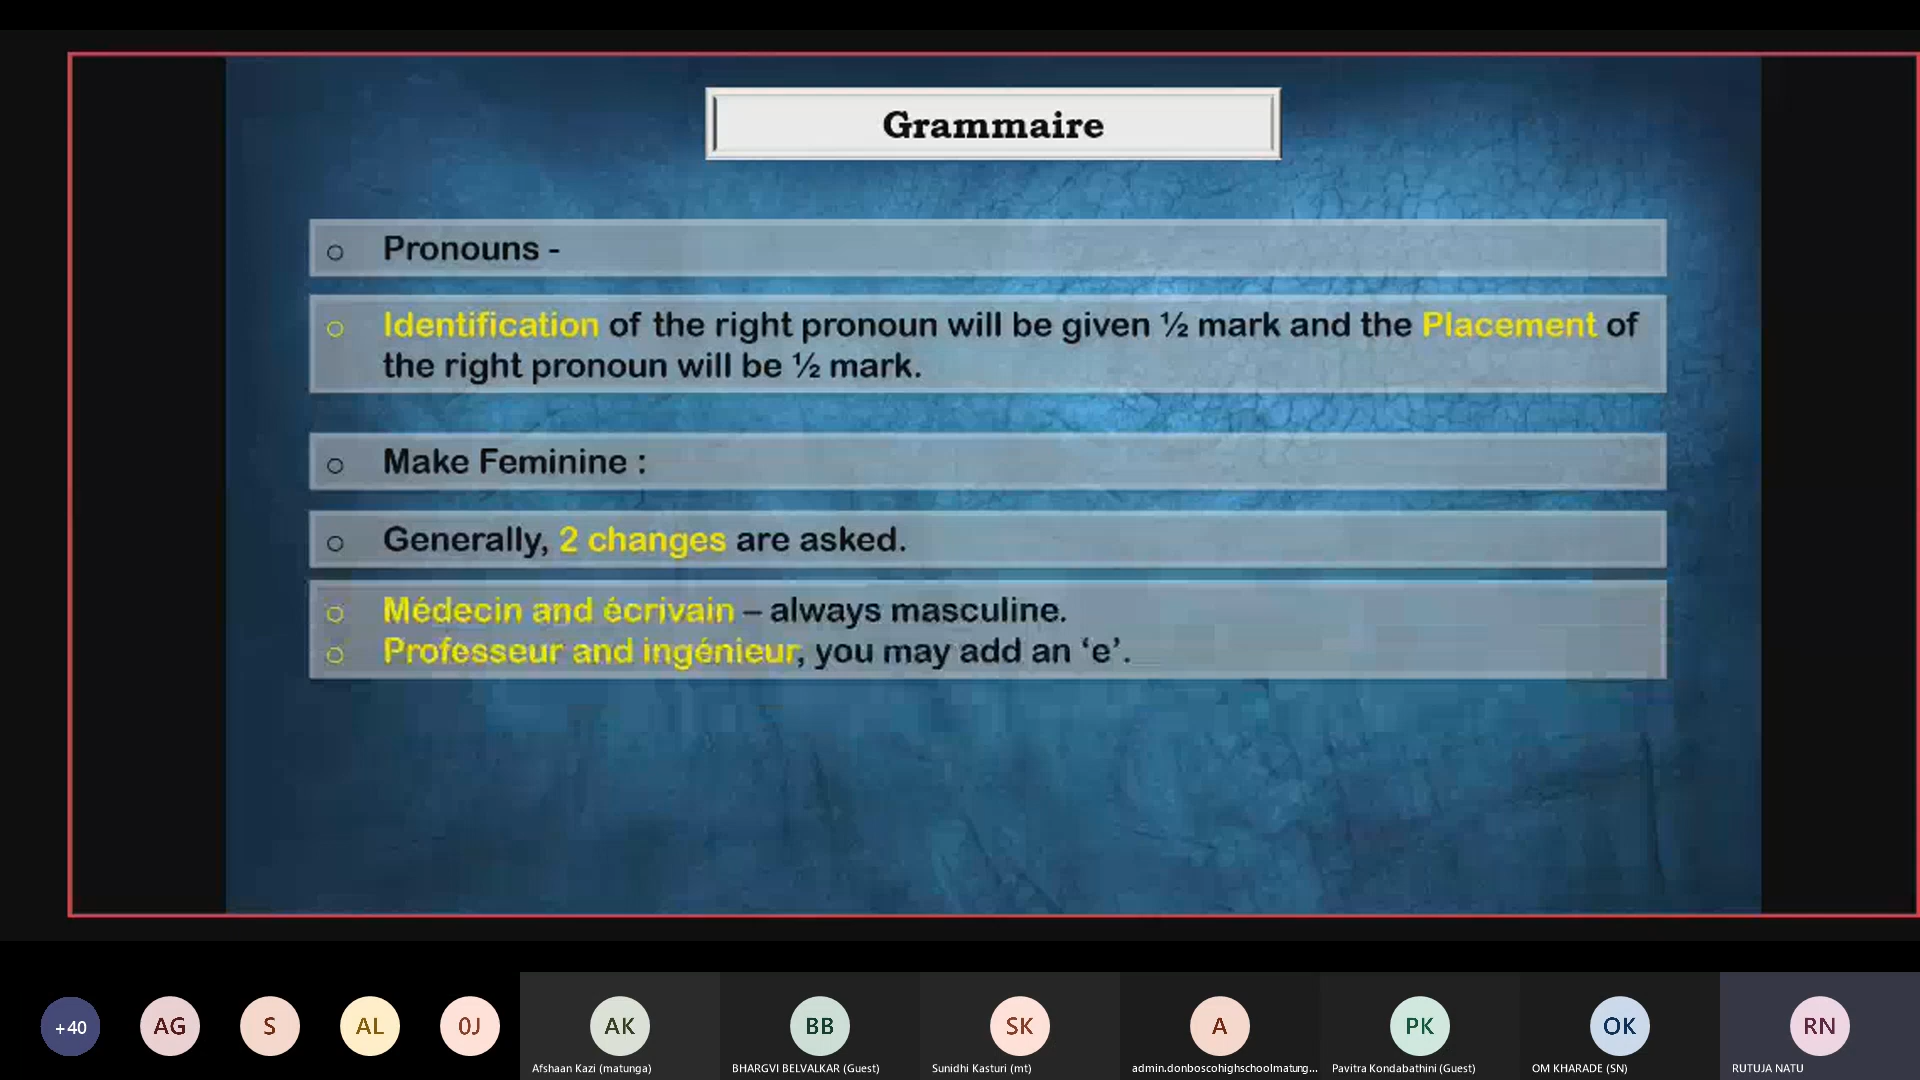 Grammaire
Pronouns -
Identification of the right pronoun will be given ½ mark and the Placement of
the right pronoun will be ½ mark.
Make Feminine :
Generally, 2 changes are asked.
Médecin and écrivain – always masculine.
Professeur and ingénieur, you may add an ‘e’.
+40
AG
S
AL
0J
AK
BB
SK
A
PK
OK
RN
Afshaan Kazi (matunga)
BHARGVI BELVALKAR (Guest)
Sunidhi Kasturi (mt)
admin.donboscohighschoolmatung...
Pavitra Kondabathini (Guest)
OM KHARADE (SN)
RUTUJA NATU